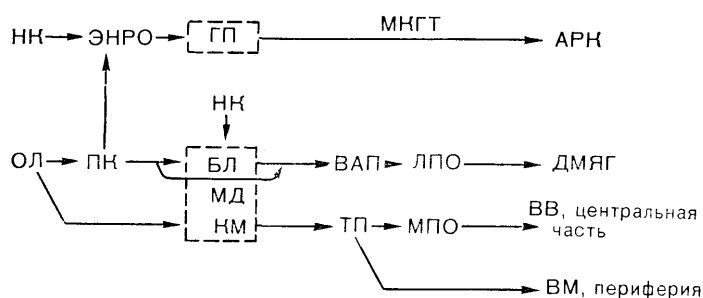 МКГТ
НК ЭНРО ГП АРК
НК
ОЛ ПК БЛ ВАП ЛПО ДМЯГ
МД
КМ ТП МПО ВВ, центральная
часть
ВМ, периферия